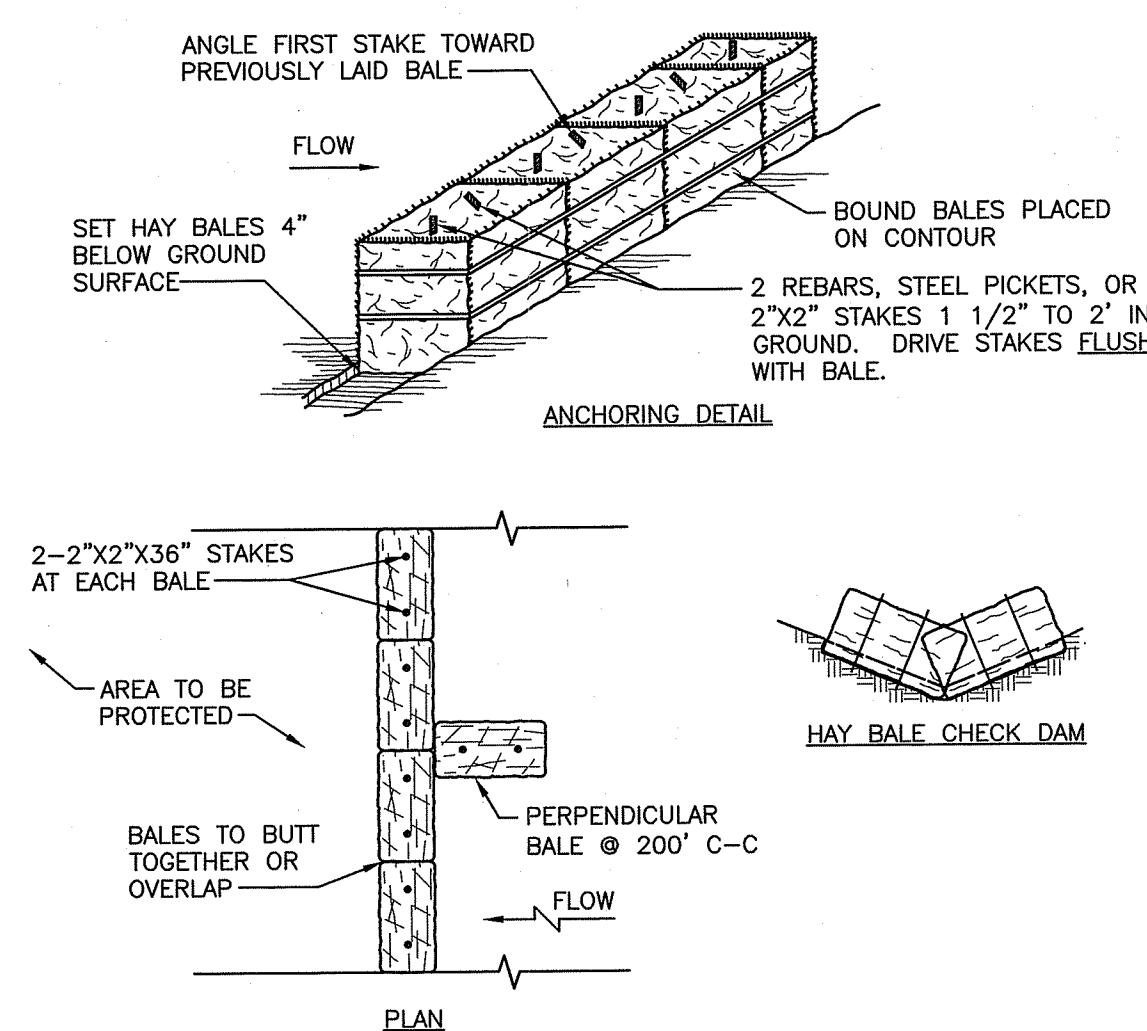 ANGLE FIRST STAKE TOWARD
PREVIOUSLY LAID BALE
FLOW
SET HAY BALES 4"
BELOW GROUND
SURFACE
BOUND BALES PLACED
ON CONTOUR
2 REBARS, STEEL PICKETS, OR
2"X2" STAKES 1 1/2" TO 2' IN
GROUND. DRIVE STAKES FLUSH
WITH BALE.
ANCHORING DETAIL
2-2"X2"X36" STAKES
AT EACH BALE
AREA TO BE
PROTECTED
HAY BALE CHECK DAM
PERPENDICULAR
BALE @ 200' C-C
BALES TO BUTT
TOGETHER OR
OVERLAP
FLOW
PLAN